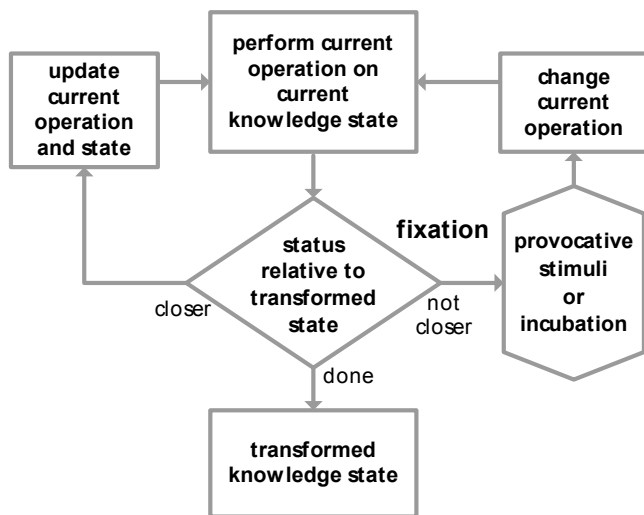 perform current
operation on
current
knowledge state
update
current
operation
and state
change
current
operation
fixation
status
relative to
transformed
state
provocative
stimuli
or
incubation
closer
not
closer
done
transformed
knowledge state